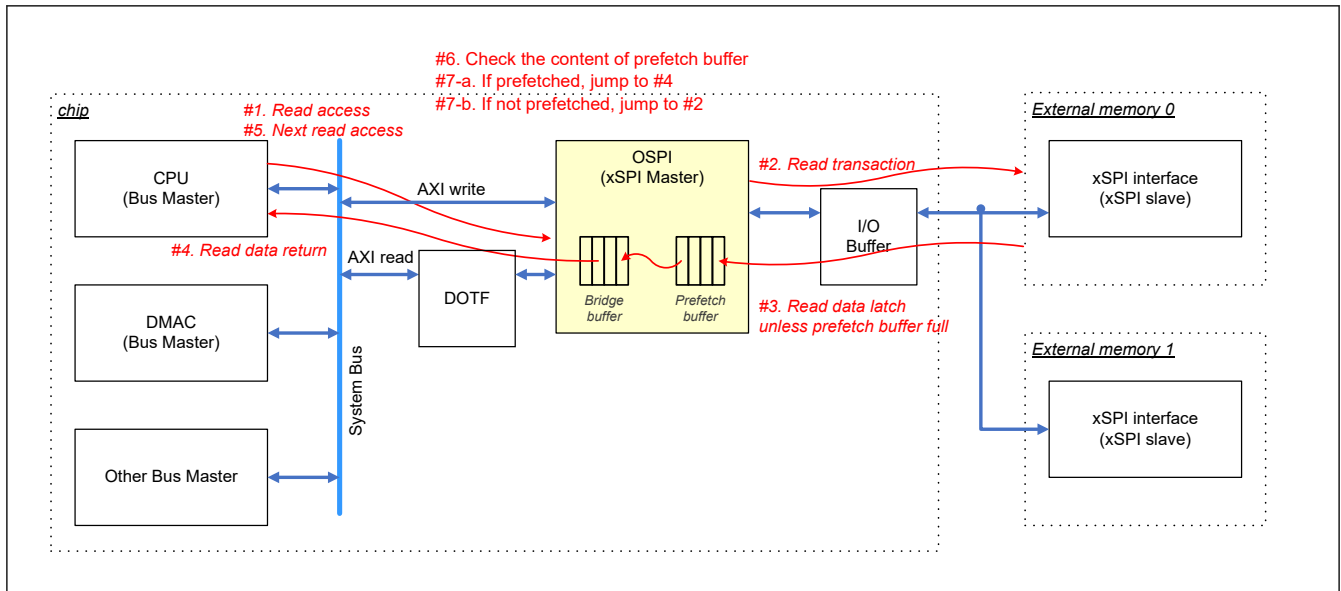 #6. Check the content of prefetch buffer
#7-a. If prefetched, jump to #4
#7-b. If not prefetched, jump to #2
chip
#1. Read access
#5. Next read access
External memory 0
CPU
(Bus Master)
OSPI
(xSPI Master)
#2. Read transaction
xSPI interface
(xSPI slave)
AXI write
I/O
Buffer
#4. Read data return
AXI read
DOTF
Bridge
buffer
Prefetch
buffer
#3. Read data latch
unless prefetch buffer full
DMAC
(Bus Master)
System Bus
External memory 1
xSPI interface
(xSPI slave)
Other Bus Master